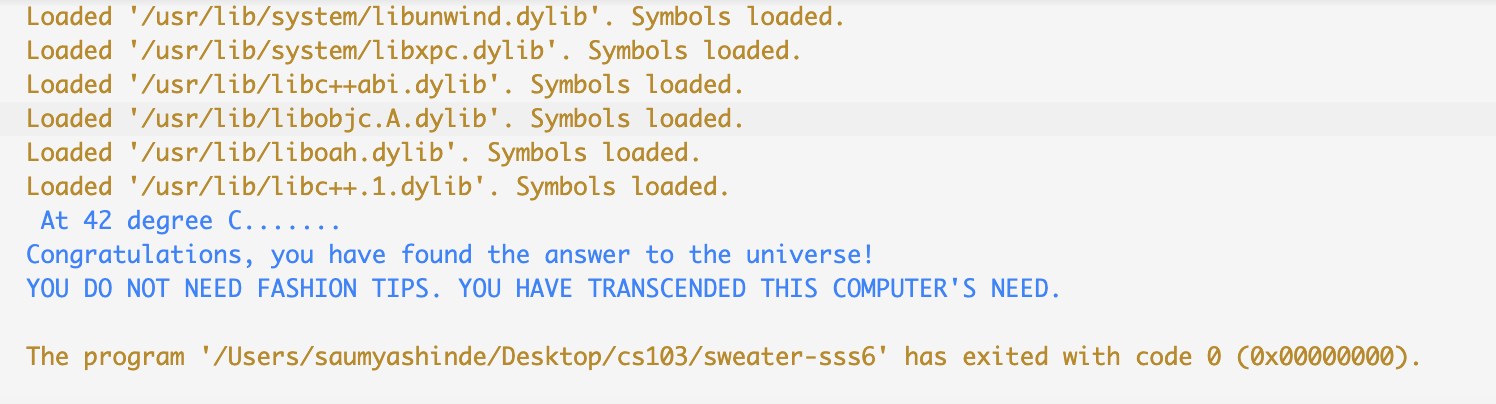 Loaded '/usr/lib/system/libunwind.dylib'. Symbols loaded.
Loaded '/usr/lib/system/libxpc.dylib'. Symbols loaded.
Loaded '/usr/lib/libc++abi.dylib'. Symbols loaded.
Loaded '/usr/lib/libobjc.A.dylib'. Symbols loaded.
Loaded '/usr/lib/liboah.dylib'. Symbols loaded.
Loaded '/usr/lib/libc++.1.dylib'. Symbols loaded.
At 42 degree C.......
Congratulations, you have found the answer to the universe!
YOU DO NOT NEED FASHION TIPS. YOU HAVE TRANSCENDED THIS COMPUTER'S NEED.
The program '/Users/saumyashinde/Desktop/cs103/sweater-sss6' has exited with code 0 (0x00000000).